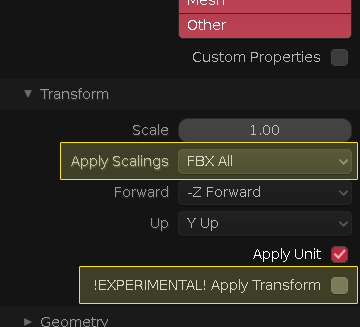 Mesh
Other
Custom Properties
Transform
Scale 1.00
Apply Scalings FBX All
Forward -Z Forward
Up Y Up
Apply Unit
!EXPERIMENTAL! Apply Transform
Geometry